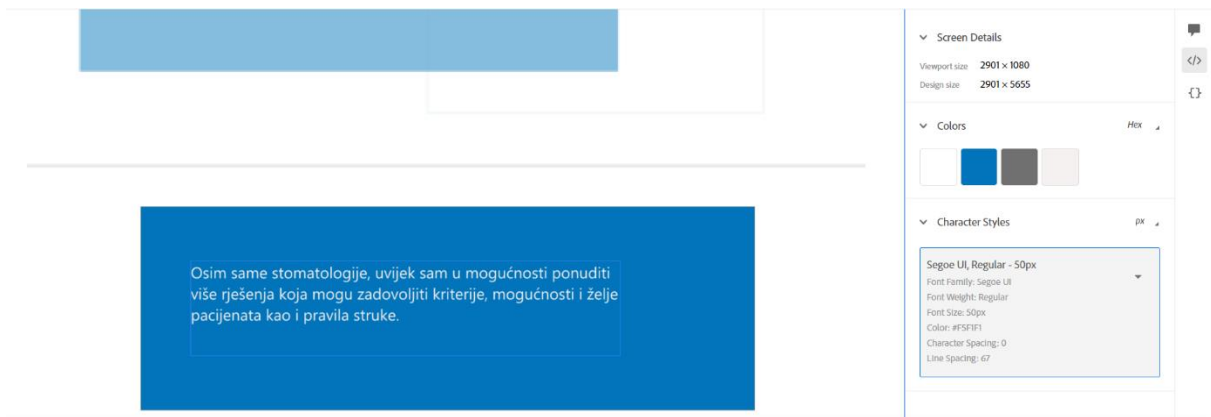 Screen Details
Viewport size 2901 × 1080
Design size 2901 × 5655
Colors Hex
Character Styles px
Osim same stomatologije, uvijek sam u mogućnosti ponuditi
više rješenja koja mogu zadovoljiti kriterije, mogućnosti i želje
pacijenata kao i pravila struke.
Segoe UI, Regular - 50px
Font Family: Segoe UI
Font Weight: Regular
Font Size: 50px
Color: #F5F1F1
Character Spacing: 0
Line Spacing: 67